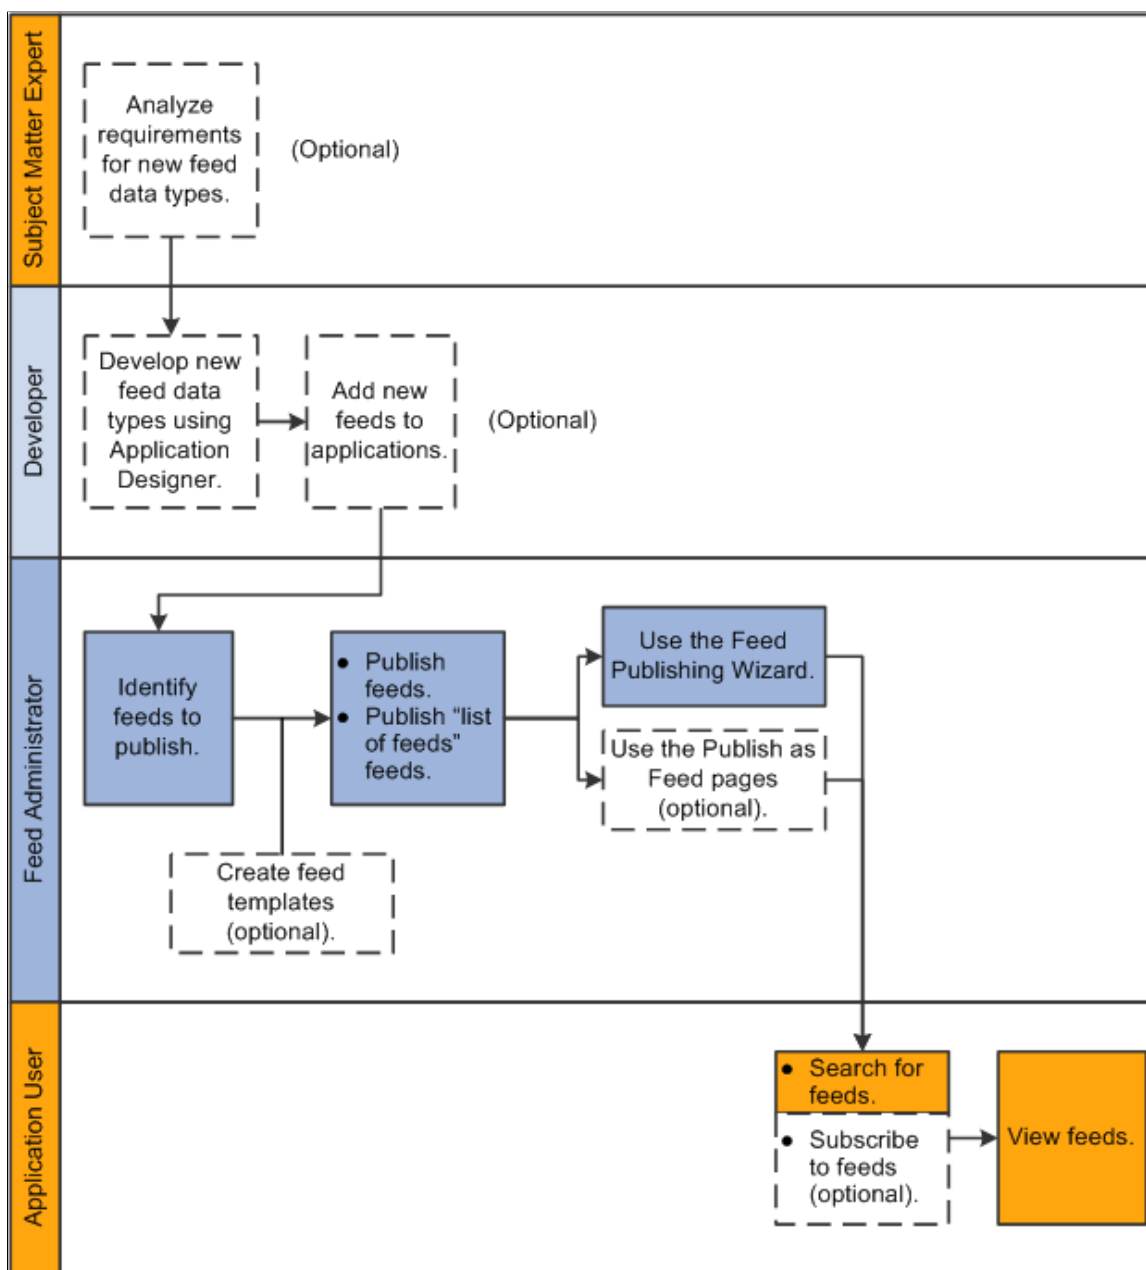 Subject Matter Expert
Analyze
requirements
for new feed
data types.
(Optional)
Developer
Develop new
feed data
types using
Application
Designer.
Add new
feeds to
applications.
(Optional)
Feed Administrator
Identify
feeds to
publish.
● Publish
feeds.
● Publish “list
of feeds”
feeds.
Use the Feed
Publishing Wizard.
Use the Publish as
Feed pages
(optional).
Create feed
templates
(optional).
Application User
● Search for
feeds.
● Subscribe
to feeds
(optional).
View feeds.